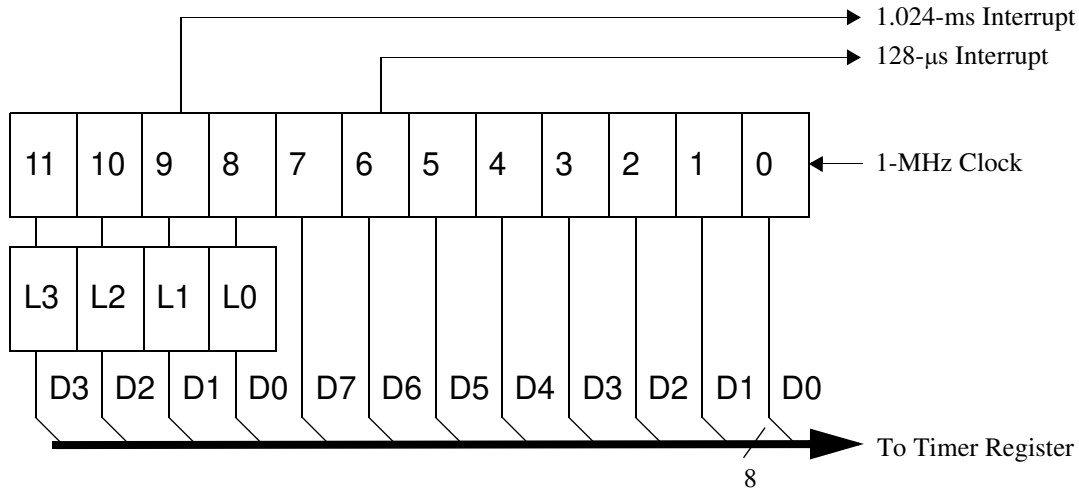 1.024-ms Interrupt
128-μs Interrupt
11 10 9 8 7 6 5 4 3 2 1 0
1-MHz Clock
L3 L2 L1 L0
D3 D2 D1 D0 D7 D6 D5 D4 D3 D2 D1 D0
To Timer Register
8